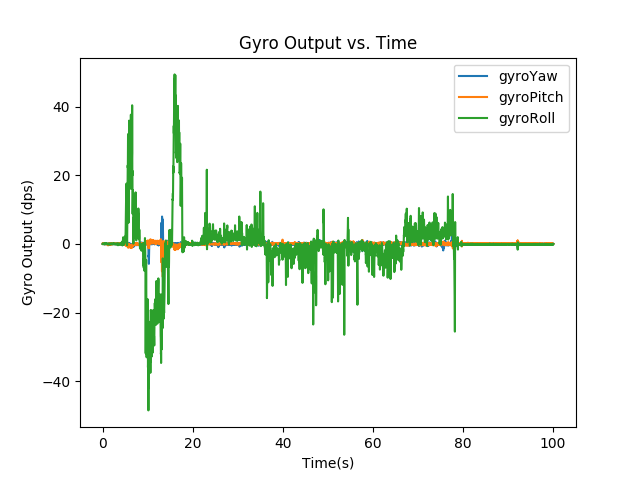 Gyro Output vs. Time
gyroYaw
gyroPitch
gyroRoll
Gyro Output (dps)
40
20
0
−20
−40
0 20 40 60 80 100
Time(s)